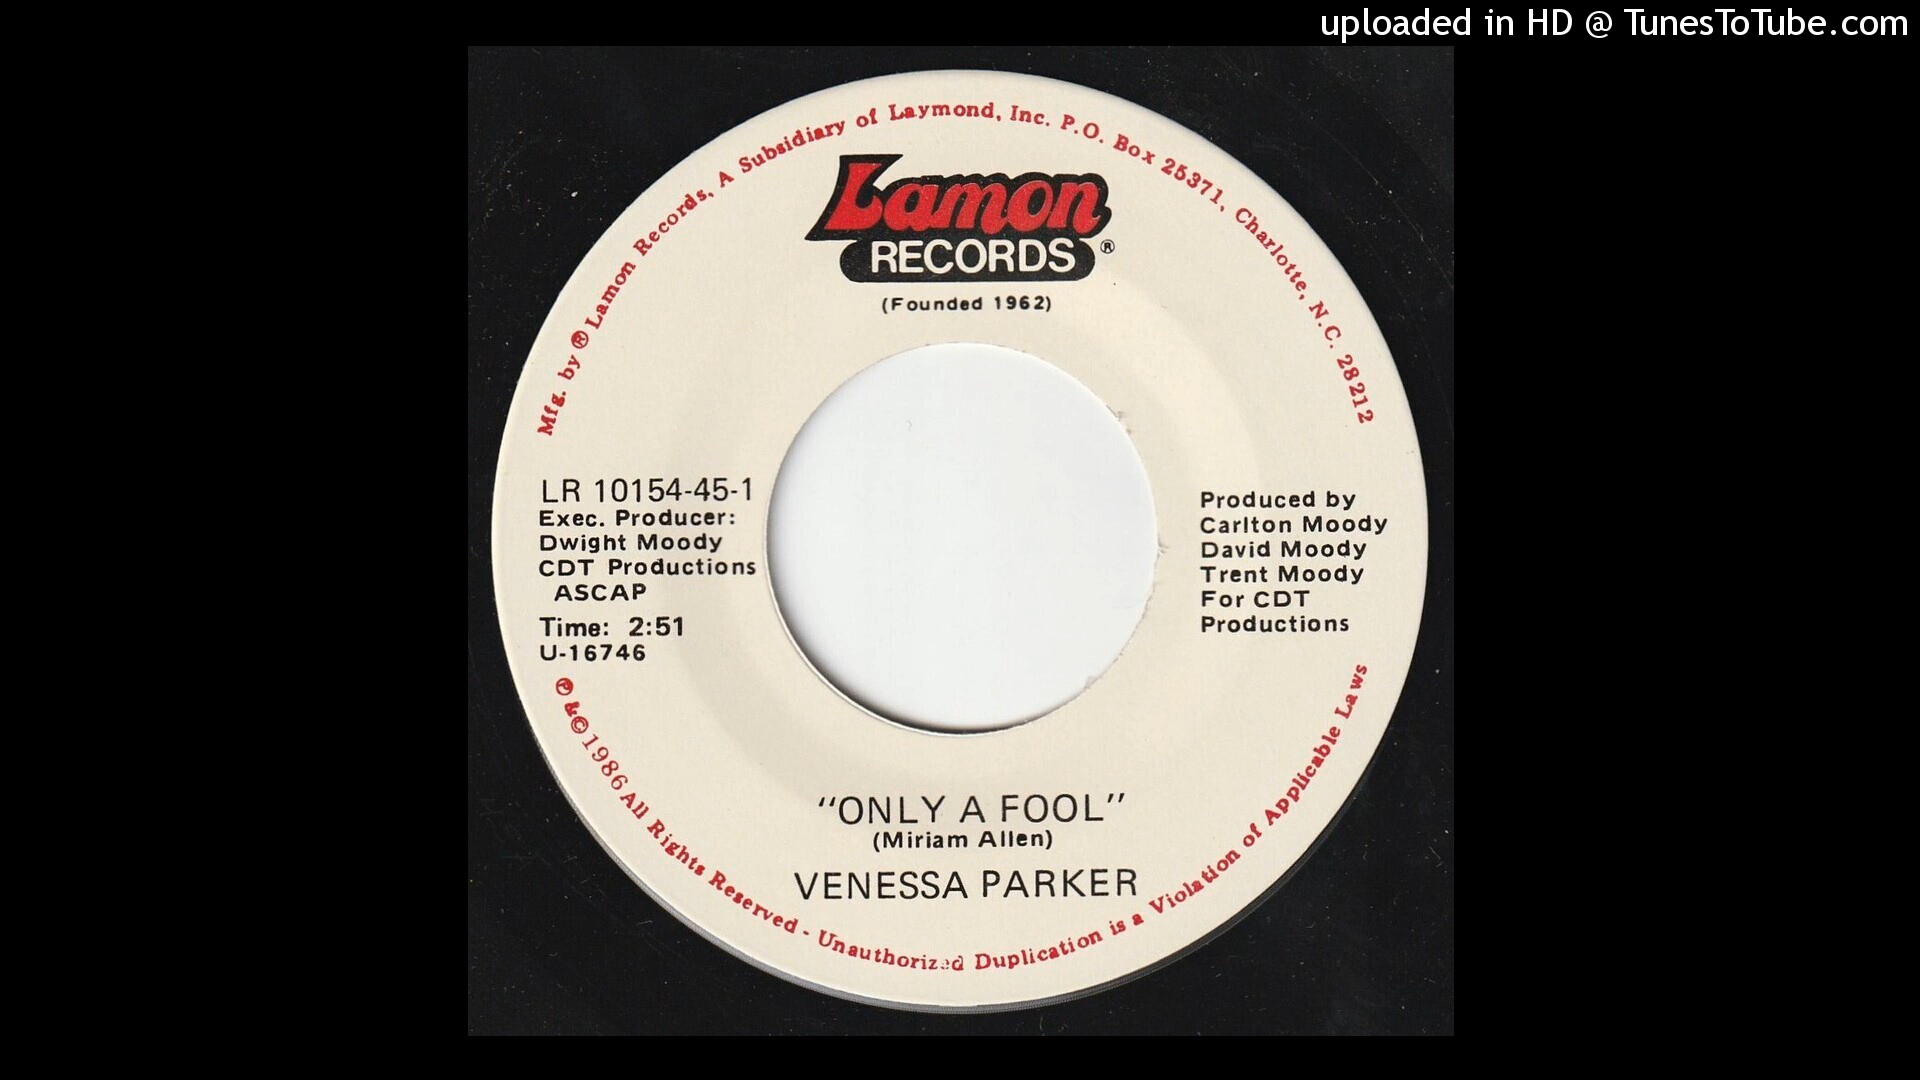 uploaded in HD @ TunesToTube.com
Mfg. by ® Lamon Records, A Subsidiary of Laymond, Inc. P.O. Box 25371, Charlotte, N.C. 28212
Lamon
RECORDS®
(Founded 1962)
LR 10154-45-1
Exec. Producer:
Dwight Moody
CDT Productions
ASCAP
Time: 2:51
U-16746
Produced by
Carlton Moody
David Moody
Trent Moody
For CDT
Productions
"ONLY A FOOL"
(Miriam Allen)
VENESSA PARKER
℗ & © 1986 All Rights Reserved - Unauthorized Duplication is a Violation of Applicable Laws